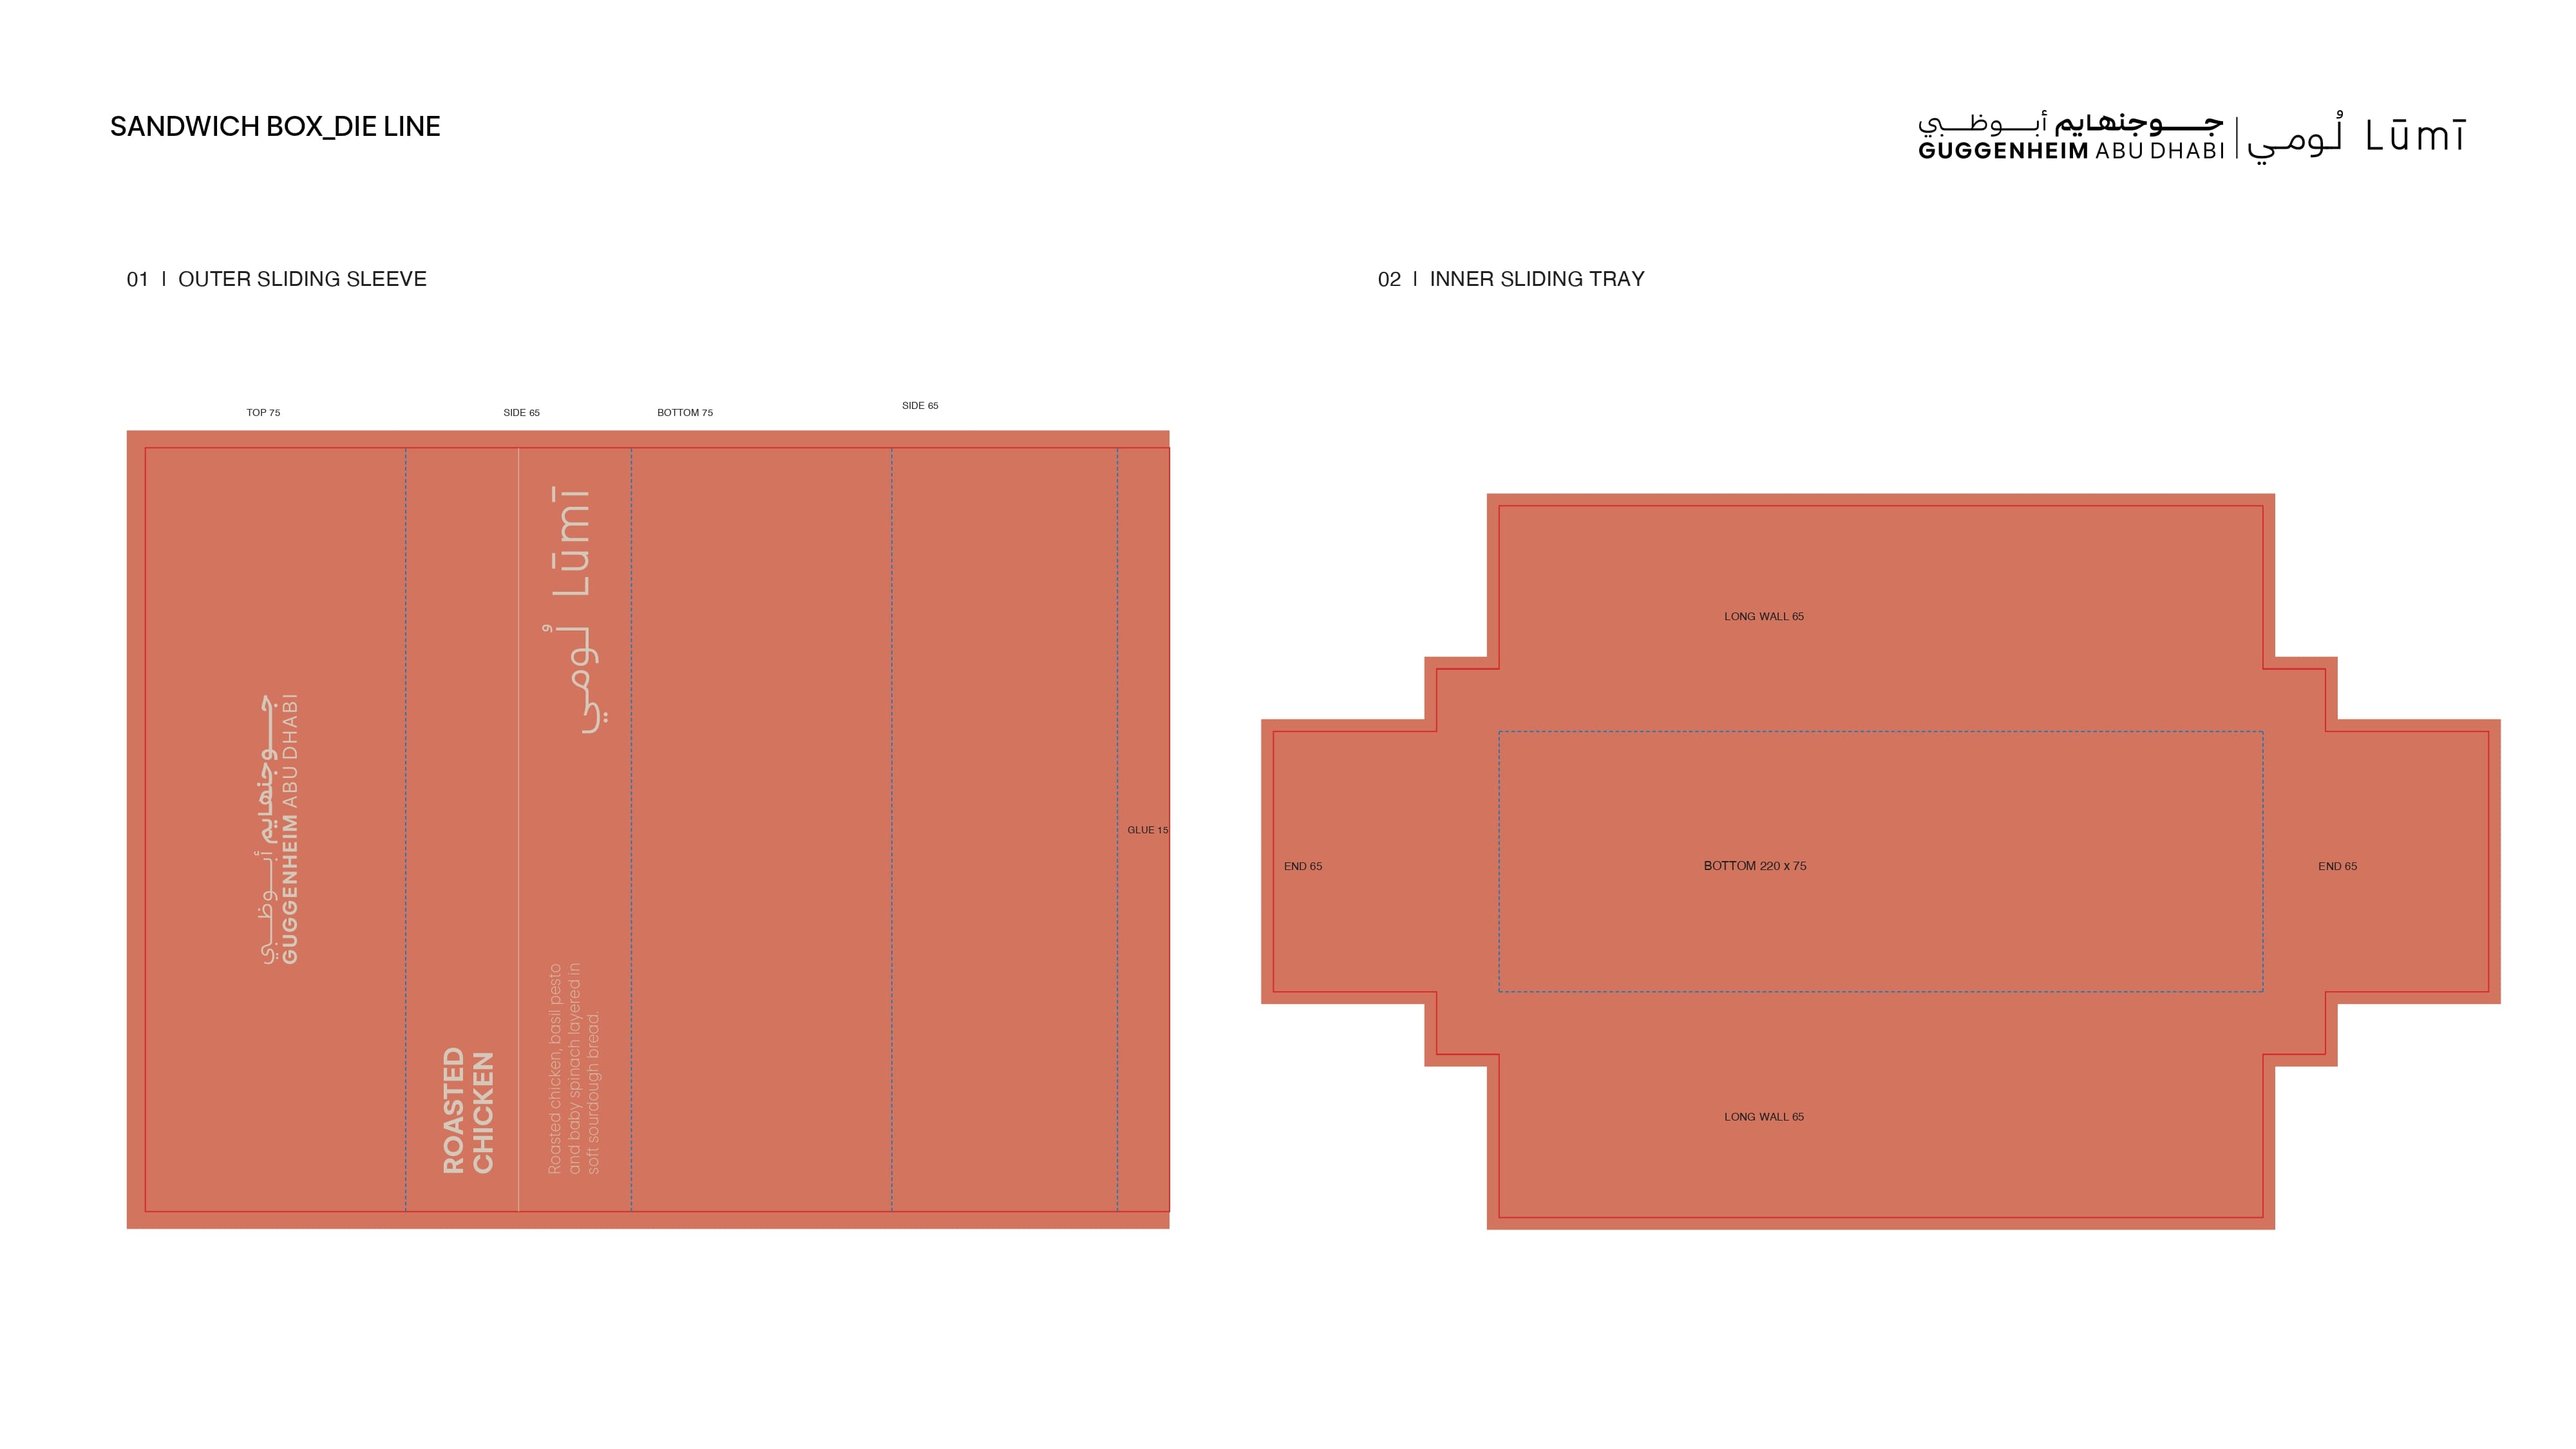 SANDWICH BOX_DIE LINE
جـــوجنهايم أبـــوظـــبي
GUGGENHEIM ABU DHABI
لُومي Lūmī
01 | OUTER SLIDING SLEEVE
02 | INNER SLIDING TRAY
TOP 75
SIDE 65
BOTTOM 75
SIDE 65
جـــوجنهايم أبـــوظـــبي
GUGGENHEIM ABU DHABI
ROASTED
CHICKEN
لُومي Lūmī
Roasted chicken, basil pesto
and baby spinach layered in
soft sourdough bread.
GLUE 15
LONG WALL 65
END 65
BOTTOM 220 x 75
END 65
LONG WALL 65